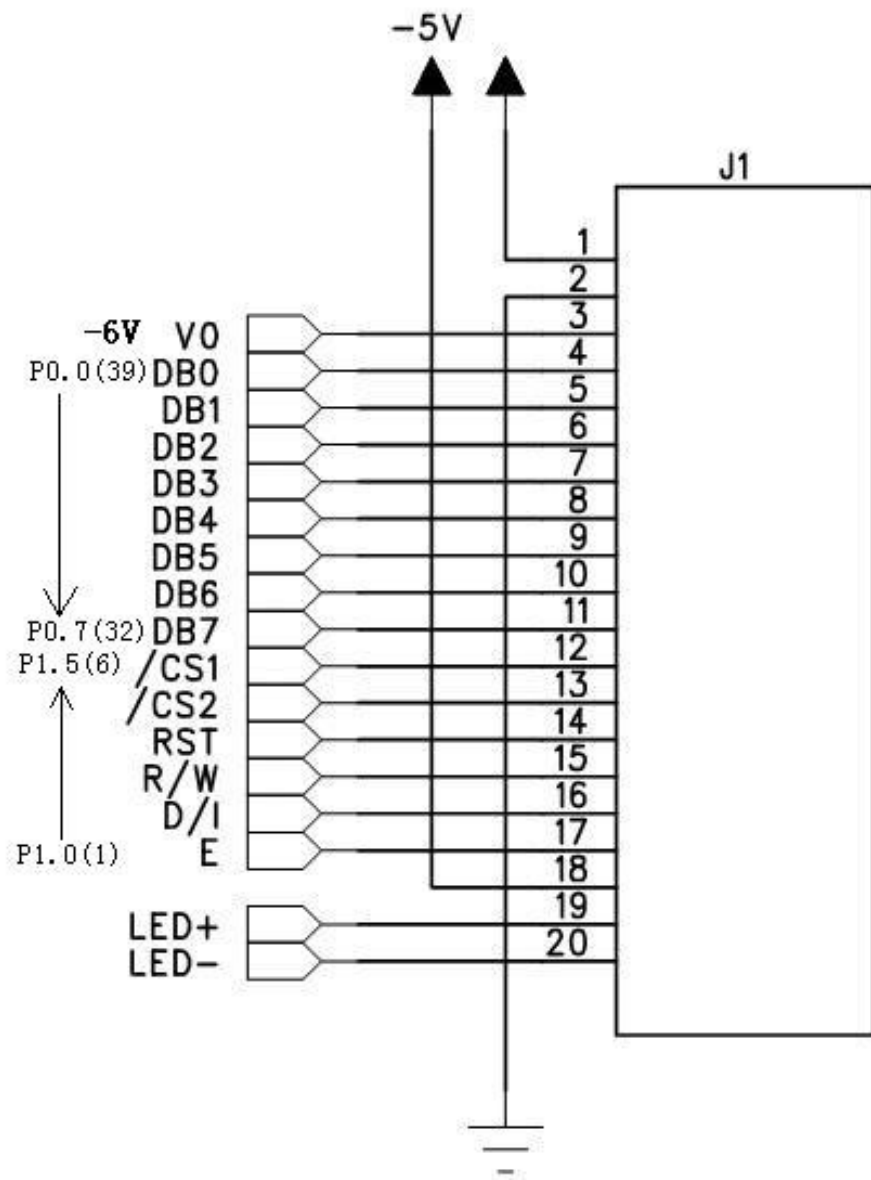 -5V
J1
1
2
-6V V0 3
P0.0(39) DB0 4
DB1 5
DB2 6
DB3 7
DB4 8
DB5 9
DB6 10
P0.7(32) DB7 11
P1.5(6) /CS1 12
/CS2 13
RST 14
R/W 15
D/I 16
P1.0(1) E 17
18
LED+ 19
LED- 20